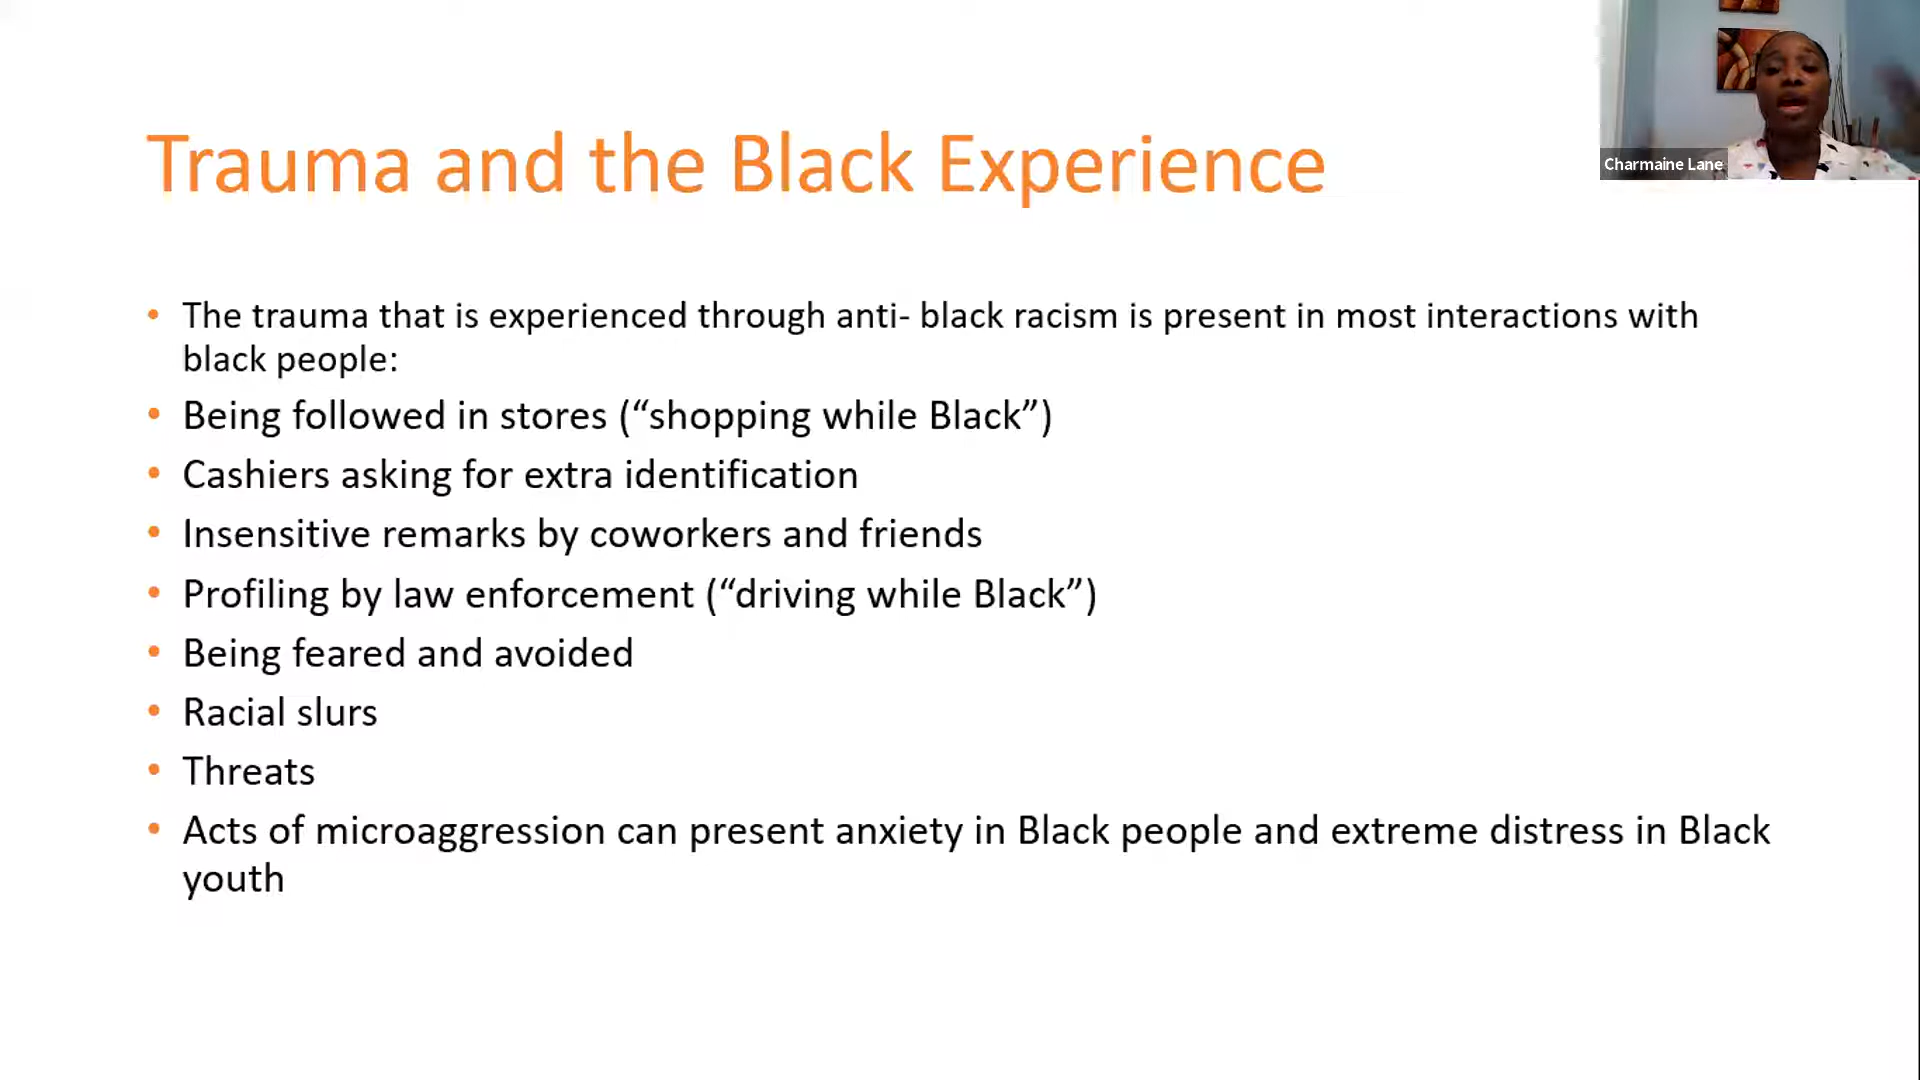 Trauma and the Black Experience
Charmaine Lane
• The trauma that is experienced through anti- black racism is present in most interactions with
black people:
• Being followed in stores (“shopping while Black”)
• Cashiers asking for extra identification
• Insensitive remarks by coworkers and friends
• Profiling by law enforcement (“driving while Black”)
• Being feared and avoided
• Racial slurs
• Threats
• Acts of microaggression can present anxiety in Black people and extreme distress in Black
youth